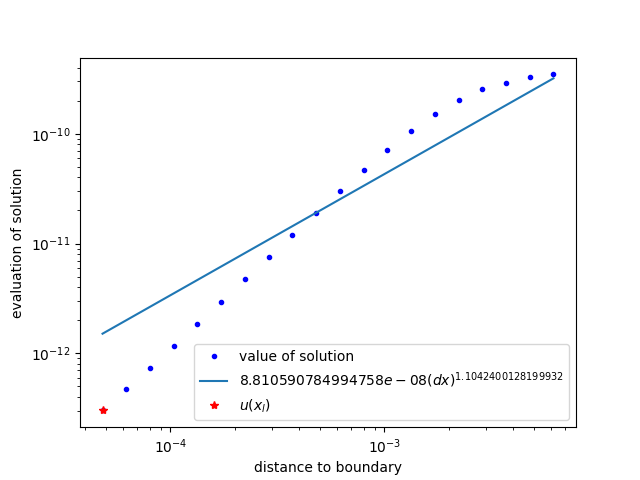 evaluation of solution
10⁻¹⁰
10⁻¹¹
10⁻¹²
value of solution
8.810590784994758e − 08(dx)^1.1042400128199932
u(x_l)
10⁻⁴
10⁻³
distance to boundary